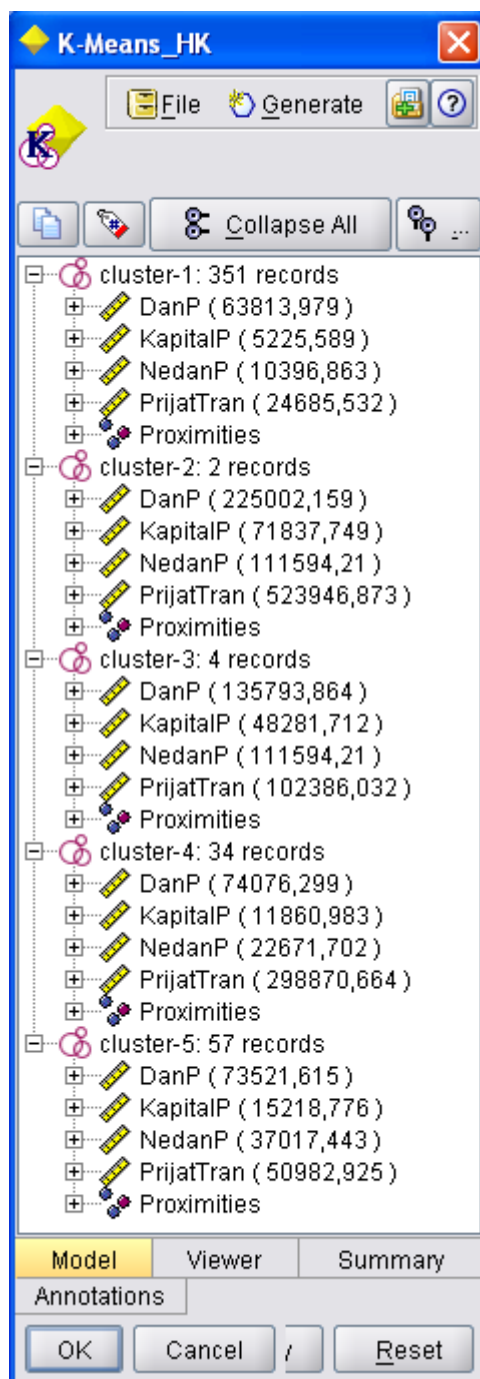 K-Means_HK
File Generate
Collapse All ...
cluster-1: 351 records
DanP ( 63813,979 )
KapitalP ( 5225,589 )
NedanP ( 10396,863 )
PrijatTran ( 24685,532 )
Proximities
cluster-2: 2 records
DanP ( 225002,159 )
KapitalP ( 71837,749 )
NedanP ( 111594,21 )
PrijatTran ( 523946,873 )
Proximities
cluster-3: 4 records
DanP ( 135793,864 )
KapitalP ( 48281,712 )
NedanP ( 111594,21 )
PrijatTran ( 102386,032 )
Proximities
cluster-4: 34 records
DanP ( 74076,299 )
KapitalP ( 11860,983 )
NedanP ( 22671,702 )
PrijatTran ( 298870,664 )
Proximities
cluster-5: 57 records
DanP ( 73521,615 )
KapitalP ( 15218,776 )
NedanP ( 37017,443 )
PrijatTran ( 50982,925 )
Proximities
Model Viewer Summary
Annotations
OK Cancel Reset